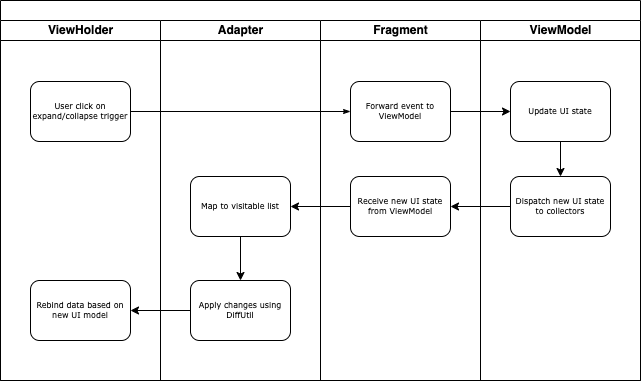 ViewHolder
Adapter
Fragment
ViewModel
User click on
expand/collapse trigger
Forward event to
ViewModel
Update UI state
Map to visitable list
Receive new UI state
from ViewModel
Dispatch new UI state
to collectors
Rebind data based on
new UI model
Apply changes using
DiffUtil